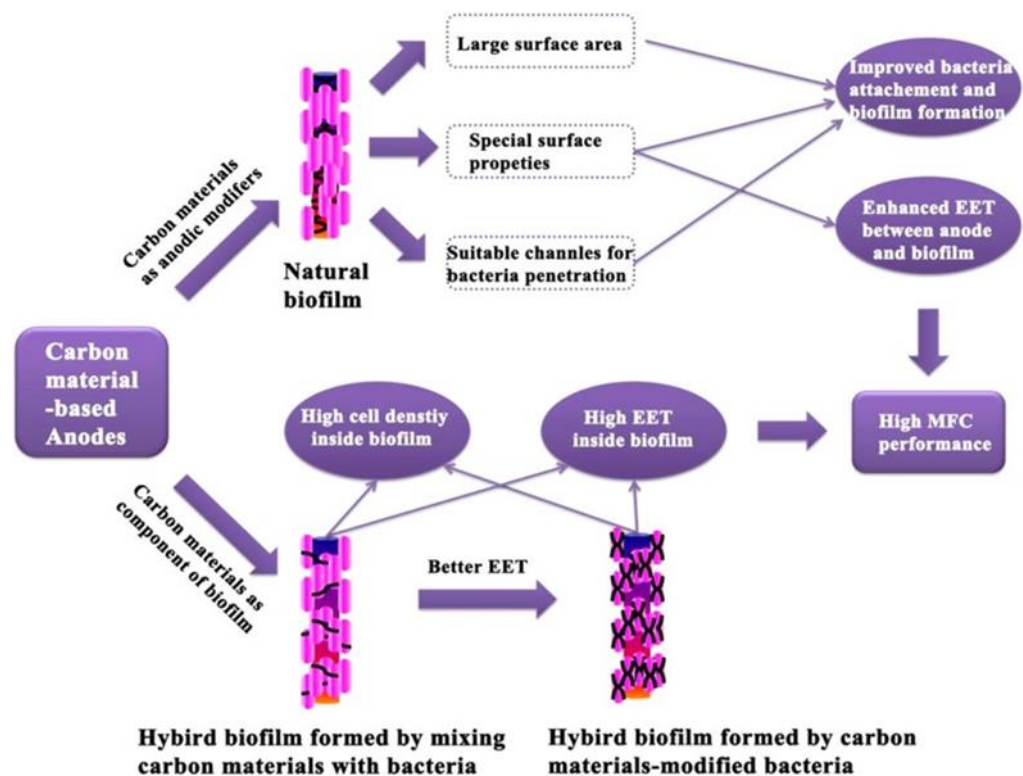 Large surface area
Improved bacteria
attachement and
biofilm formation
Special surface
propeties
Carbon materials
as anodic modifers
Enhanced EET
between anode
and biofilm
Suitable channles for
bacteria penetration
Natural
biofilm
Carbon
material
-based
Anodes
High cell denstiy
inside biofilm
High EET
inside biofilm
High MFC
performance
Carbon materials as
component of biofilm
Better EET
Hybird biofilm formed by mixing
carbon materials with bacteria
Hybird biofilm formed by carbon
materials-modified bacteria